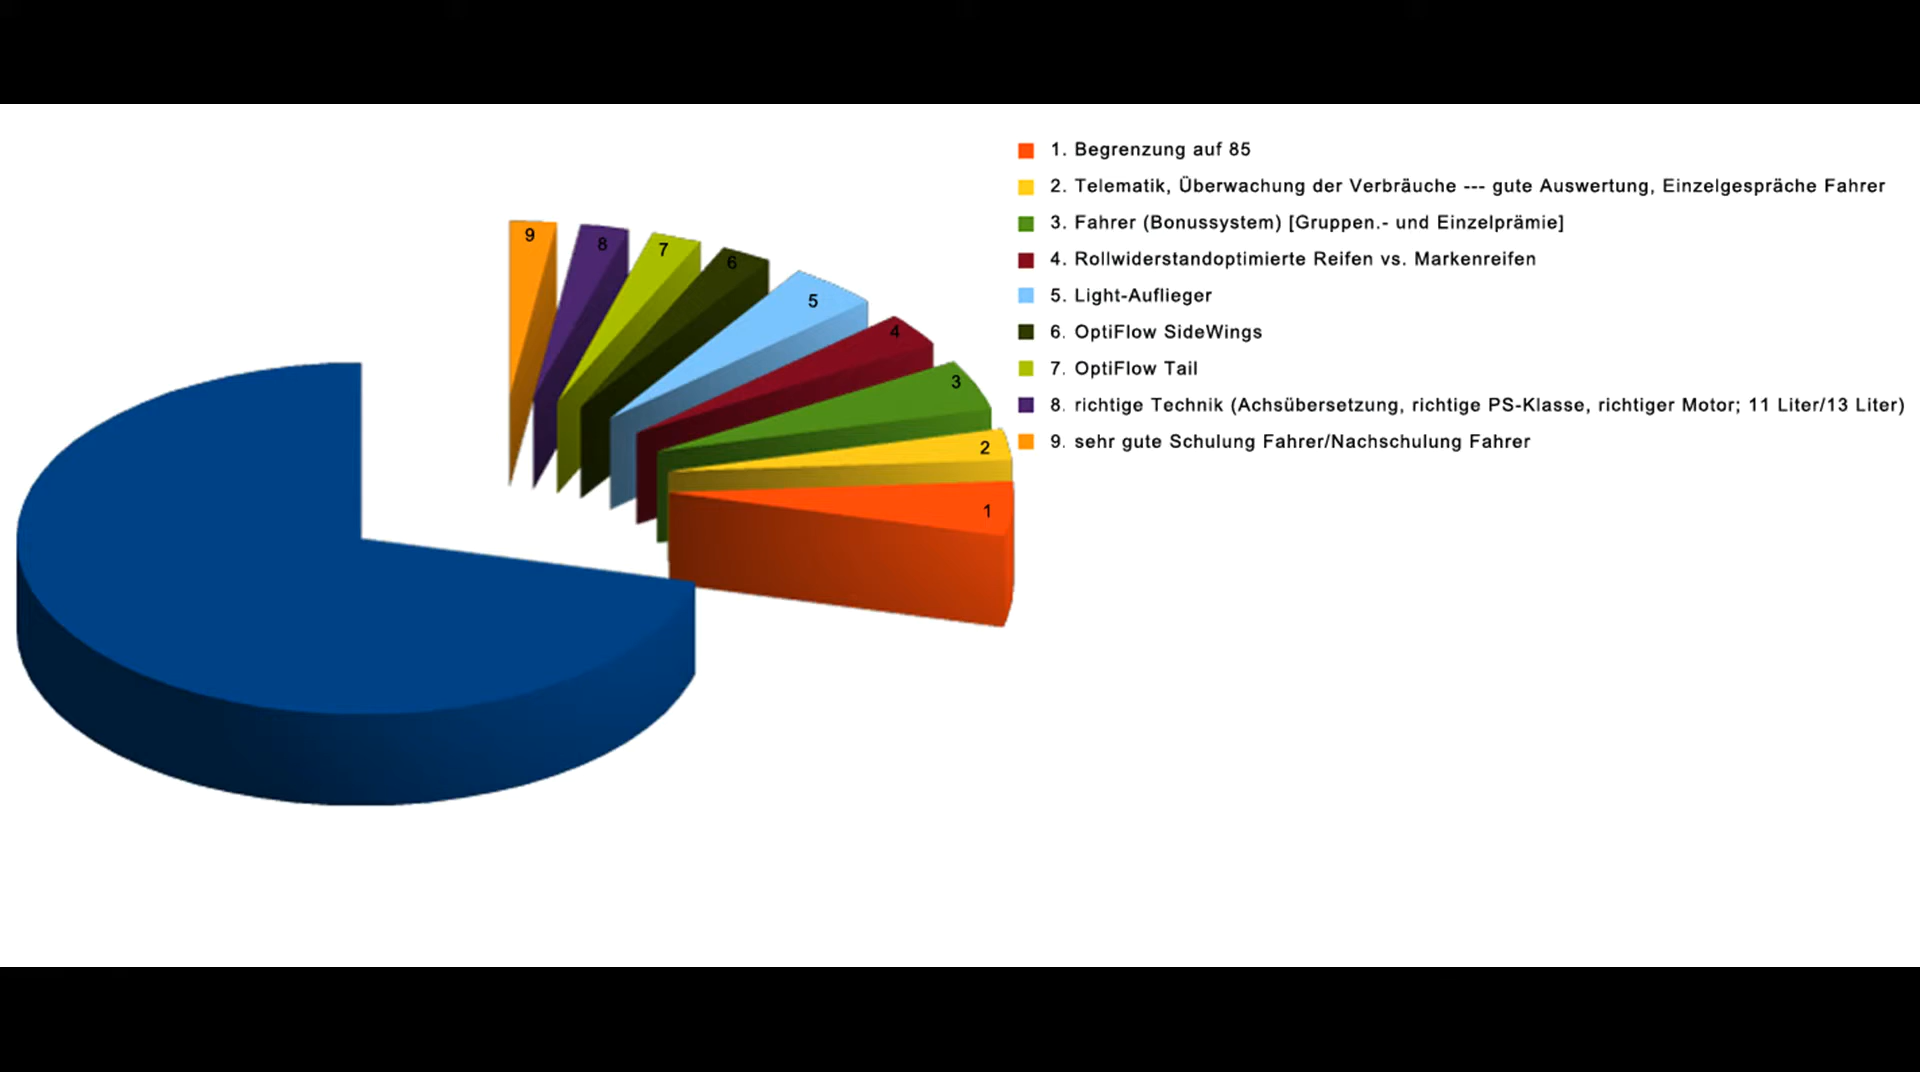 1. Begrenzung auf 85
2. Telematik, Überwachung der Verbräuche --- gute Auswertung, Einzelgespräche Fahrer
3. Fahrer (Bonussystem) [Gruppen.- und Einzelprämie]
4. Rollwiderstandoptimierte Reifen vs. Markenreifen
5. Light-Auflieger
6. OptiFlow SideWings
7. OptiFlow Tail
8. richtige Technik (Achsübersetzung, richtige PS-Klasse, richtiger Motor; 11 Liter/13 Liter)
9. sehr gute Schulung Fahrer/Nachschulung Fahrer
9
8
7
6
5
4
3
2
1